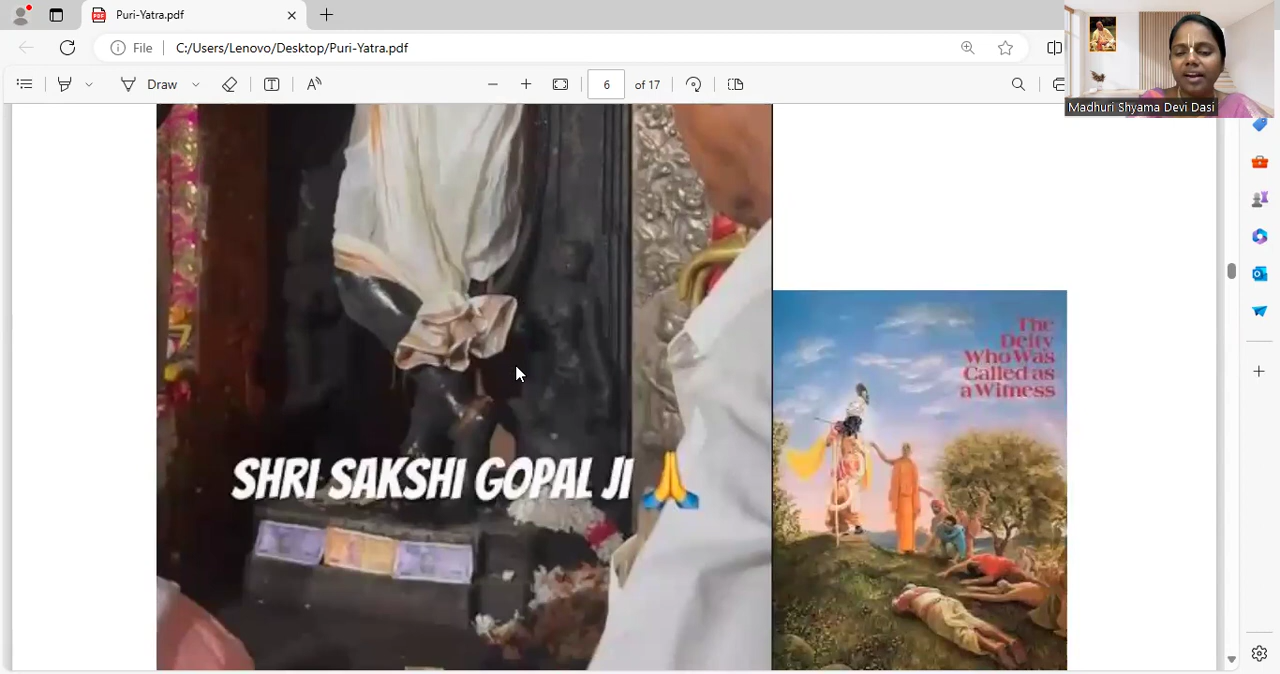 Puri-Yatra.pdf
File
C:/Users/Lenovo/Desktop/Puri-Yatra.pdf
Draw
6
of 17
Madhuri Shyama Devi Dasi
SHRI SAKSHI GOPAL JI 🙏
The
Deity
Who Was
Called as
a Witness